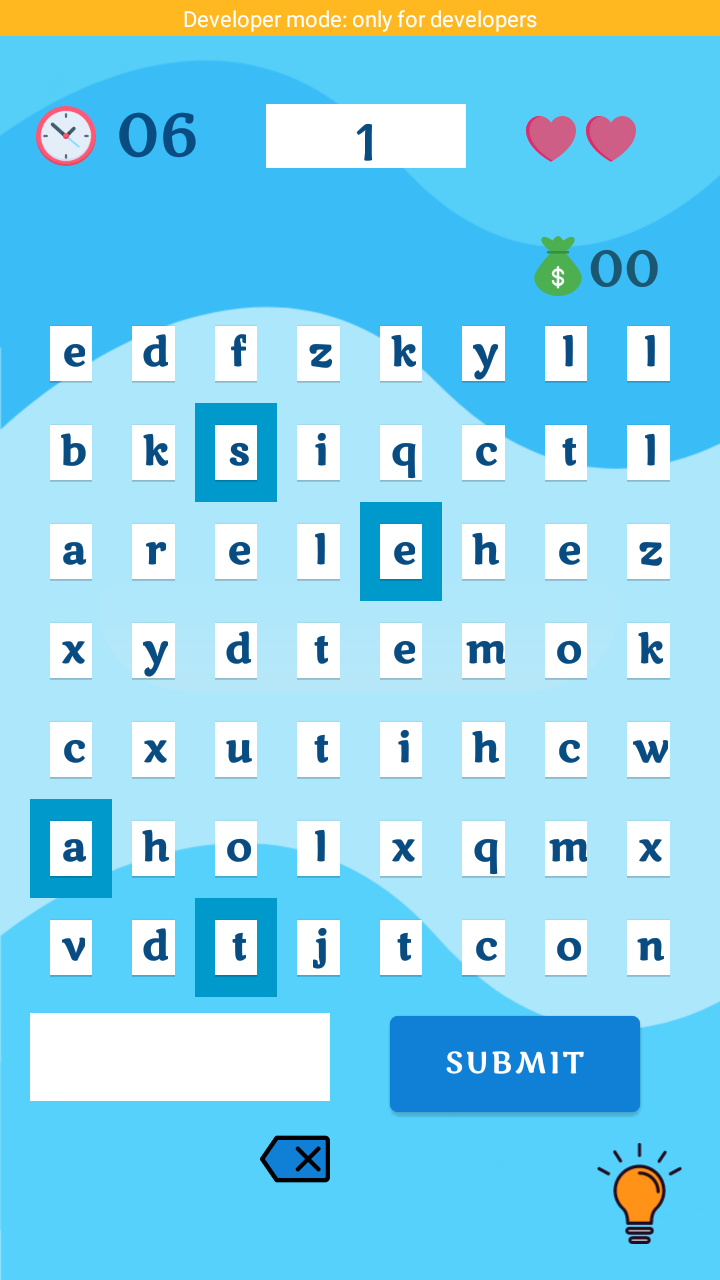 Developer mode: only for developers
06 1
$ 00
e d f z k y l l
b k s i q c t l
a r e l e h e z
x y d t e m o k
c x u t i h c w
a h o l x q m x
v d t j t c o n
SUBMIT